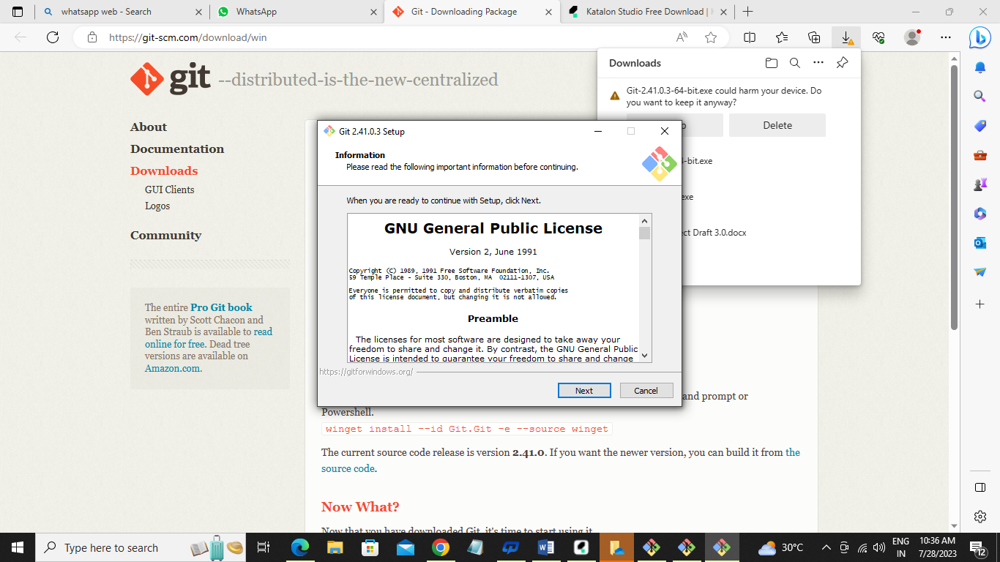 whatsapp web - Search
WhatsApp
Git - Downloading Package
Katalon Studio Free Download |
https://git-scm.com/download/win
git --distributed-is-the-new-centralized
About
Documentation
Downloads
GUI Clients
Logos
Community
The entire Pro Git book
written by Scott Chacon and
Ben Straub is available to read
online for free. Dead tree
versions are available on
Amazon.com.
Downloads
Git-2.41.0.3-64-bit.exe could harm your device. Do
you want to keep it anyway?
Delete
-bit.exe
exe
Draft 3.0.docx
Git 2.41.0.3 Setup
Information
Please read the following important information before continuing.
When you are ready to continue with Setup, click Next.
GNU General Public License
Version 2, June 1991
Copyright (C) 1989, 1991 Free Software Foundation, Inc.
59 Temple Place - Suite 330, Boston, MA 02111-1307, USA
Everyone is permitted to copy and distribute verbatim copies
of this license document, but changing it is not allowed.
Preamble
The licenses for most software are designed to take away your
freedom to share and change it. By contrast, the GNU General Public
License is intended to guarantee your freedom to share and change
https://gitforwindows.org/
Next
Cancel
and prompt or
Powershell.
winget install --id Git.Git -e --source winget
The current source code release is version 2.41.0. If you want the newer version, you can build it from the
source code.
Now What?
Now that you have downloaded Git, it's time to start using it.
Type here to search
30°C
ENG
IN
10:36 AM
7/28/2023
12